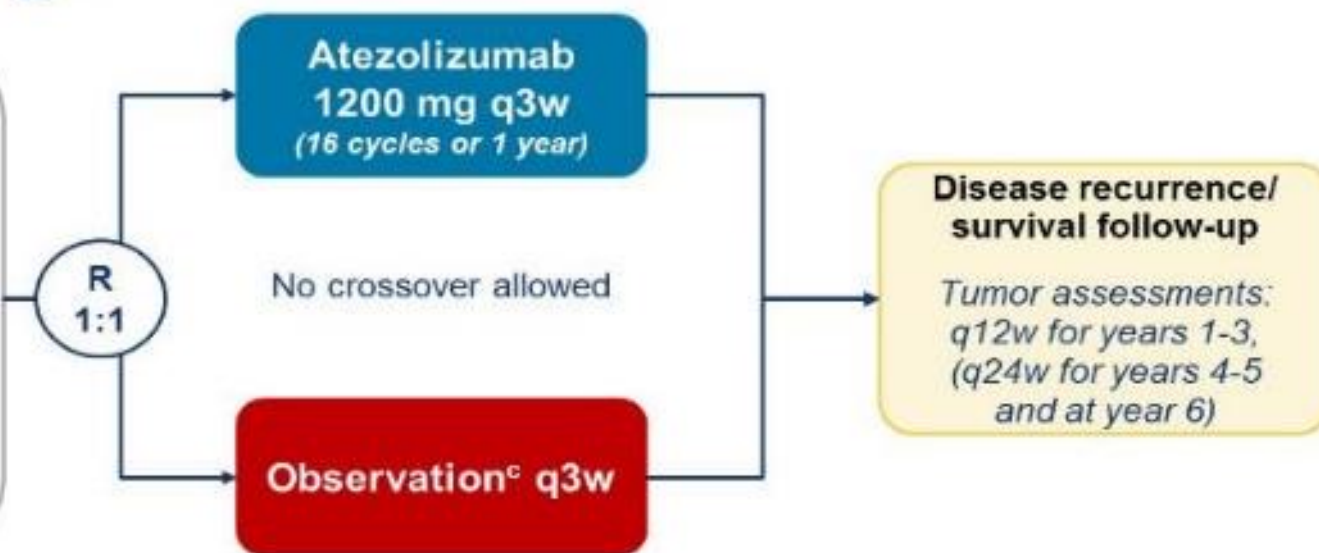 Atezolizumab
1200 mg q3w
(16 cycles or 1 year)
R
1:1
No crossover allowed
Observationᶜ q3w
Disease recurrence/
survival follow-up
Tumor assessments:
q12w for years 1-3,
(q24w for years 4-5
and at year 6)